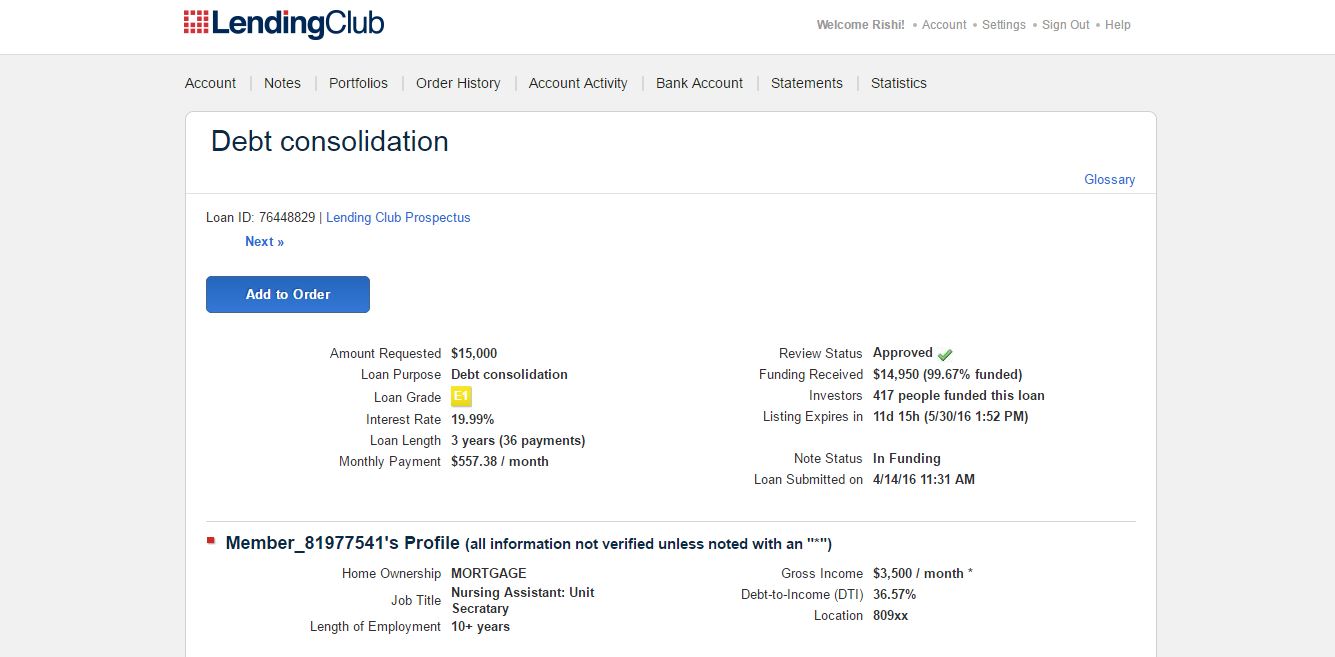 LendingClub
Welcome Rishi! • Account • Settings • Sign Out • Help
Account | Notes | Portfolios | Order History | Account Activity | Bank Account | Statements | Statistics
Debt consolidation
Glossary
Loan ID: 76448829 | Lending Club Prospectus
Next »
Add to Order
Amount Requested $15,000
Loan Purpose Debt consolidation
Loan Grade E1
Interest Rate 19.99%
Loan Length 3 years (36 payments)
Monthly Payment $557.38 / month
Review Status Approved
Funding Received $14,950 (99.67% funded)
Investors 417 people funded this loan
Listing Expires in 11d 15h (5/30/16 1:52 PM)
Note Status In Funding
Loan Submitted on 4/14/16 11:31 AM
Member_81977541's Profile (all information not verified unless noted with an "*")
Home Ownership MORTGAGE
Job Title Nursing Assistant: Unit
Secratary
Length of Employment 10+ years
Gross Income $3,500 / month *
Debt-to-Income (DTI) 36.57%
Location 809xx